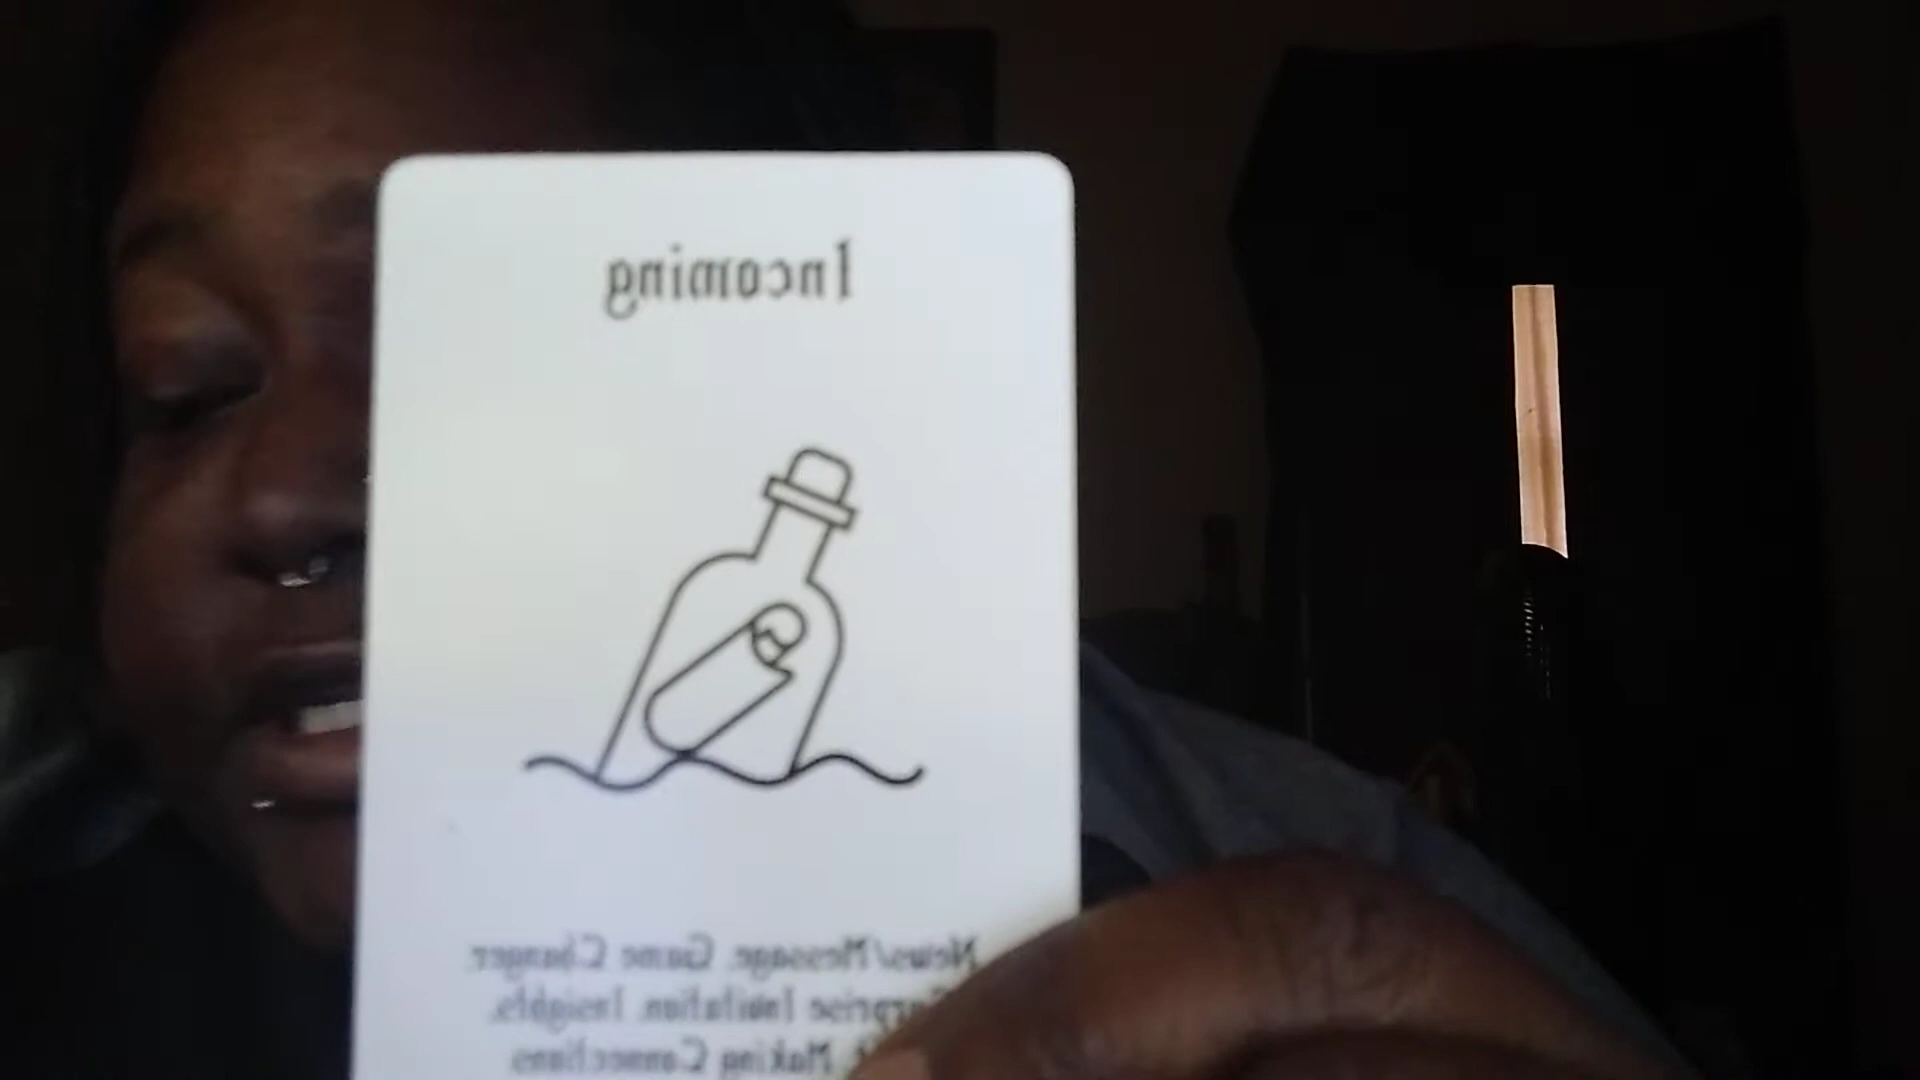 Incoming
News/Message. Game Changer
Invitation. Insights.
Making Connections